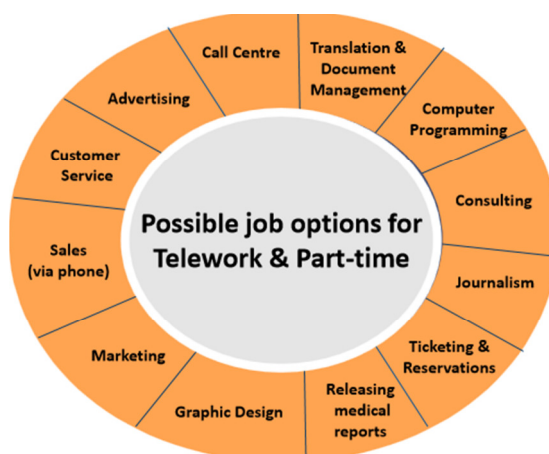 Possible job options for
Telework & Part-time
Call Centre
Translation &
Document
Management
Computer
Programming
Consulting
Journalism
Ticketing &
Reservations
Releasing
medical
reports
Graphic Design
Marketing
Sales
(via phone)
Customer
Service
Advertising